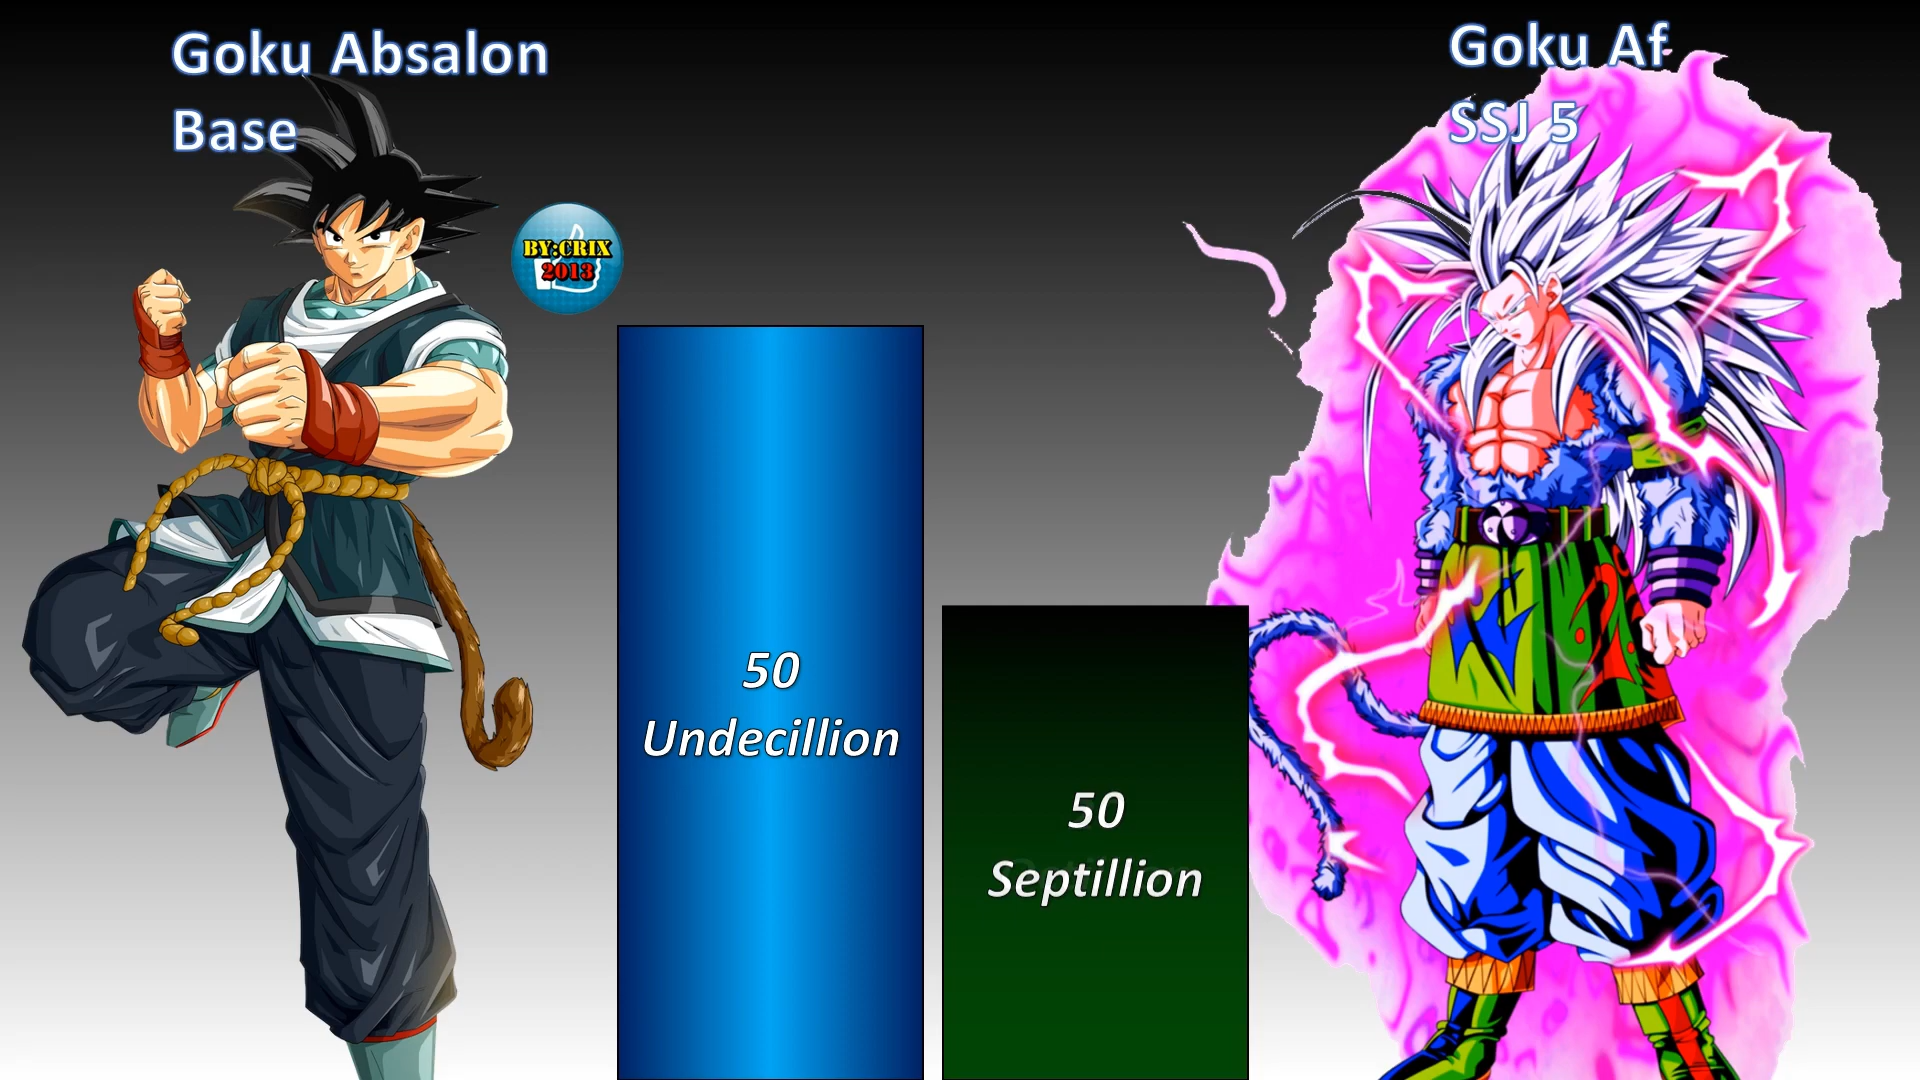 Goku Absalon
Base
Goku Af
SSJ 5
BY:CRIX
2013
50
Undecillion
50
Septillion